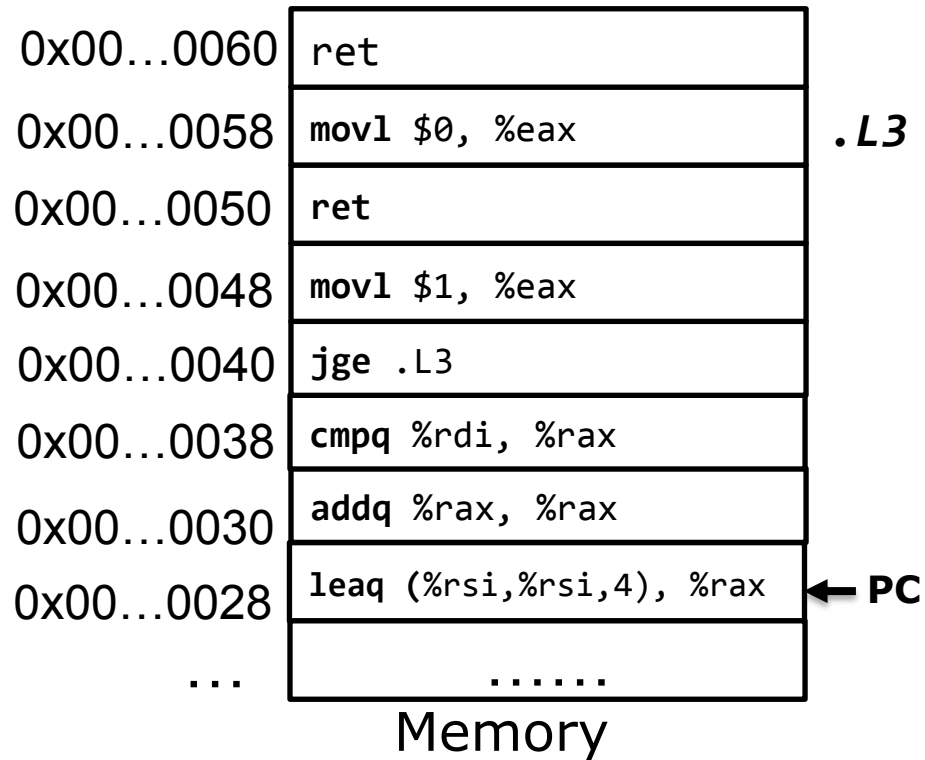 0x00…0060 ret
0x00…0058 movl $0, %eax .L3
0x00…0050 ret
0x00…0048 movl $1, %eax
0x00…0040 jge .L3
0x00…0038 cmpq %rdi, %rax
0x00…0030 addq %rax, %rax
0x00…0028 leaq (%rsi,%rsi,4), %rax PC
... ......
Memory